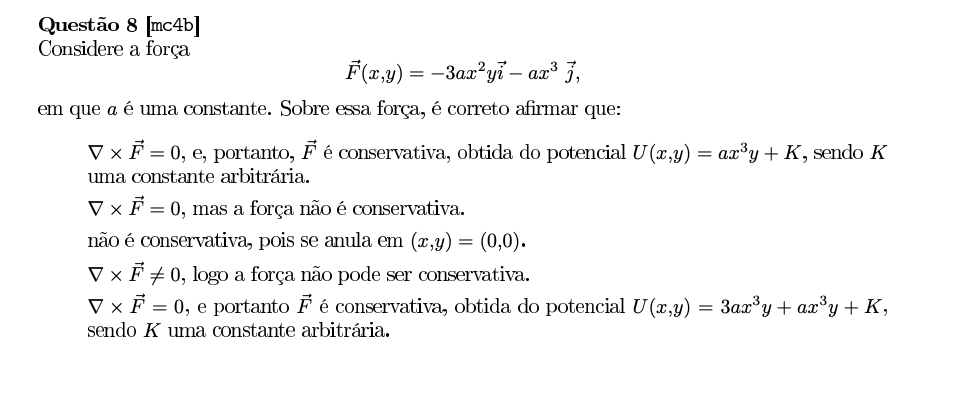 Questão 8 [mc4b]
Considere a força
$\vec{F}(x,y) = -3ax^2y\vec{i} - ax^3\ \vec{j},$
em que $a$ é uma constante. Sobre essa força, é correto afirmar que:
$\nabla \times \vec{F} = 0$, e, portanto, $\vec{F}$ é conservativa, obtida do potencial $U(x,y) = ax^3y + K$, sendo $K$
uma constante arbitrária.
$\nabla \times \vec{F} = 0$, mas a força não é conservativa.
não é conservativa, pois se anula em $(x,y) = (0,0)$.
$\nabla \times \vec{F} \neq 0$, logo a força não pode ser conservativa.
$\nabla \times \vec{F} = 0$, e portanto $\vec{F}$ é conservativa, obtida do potencial $U(x,y) = 3ax^3y + ax^3y + K$,
sendo $K$ uma constante arbitrária.